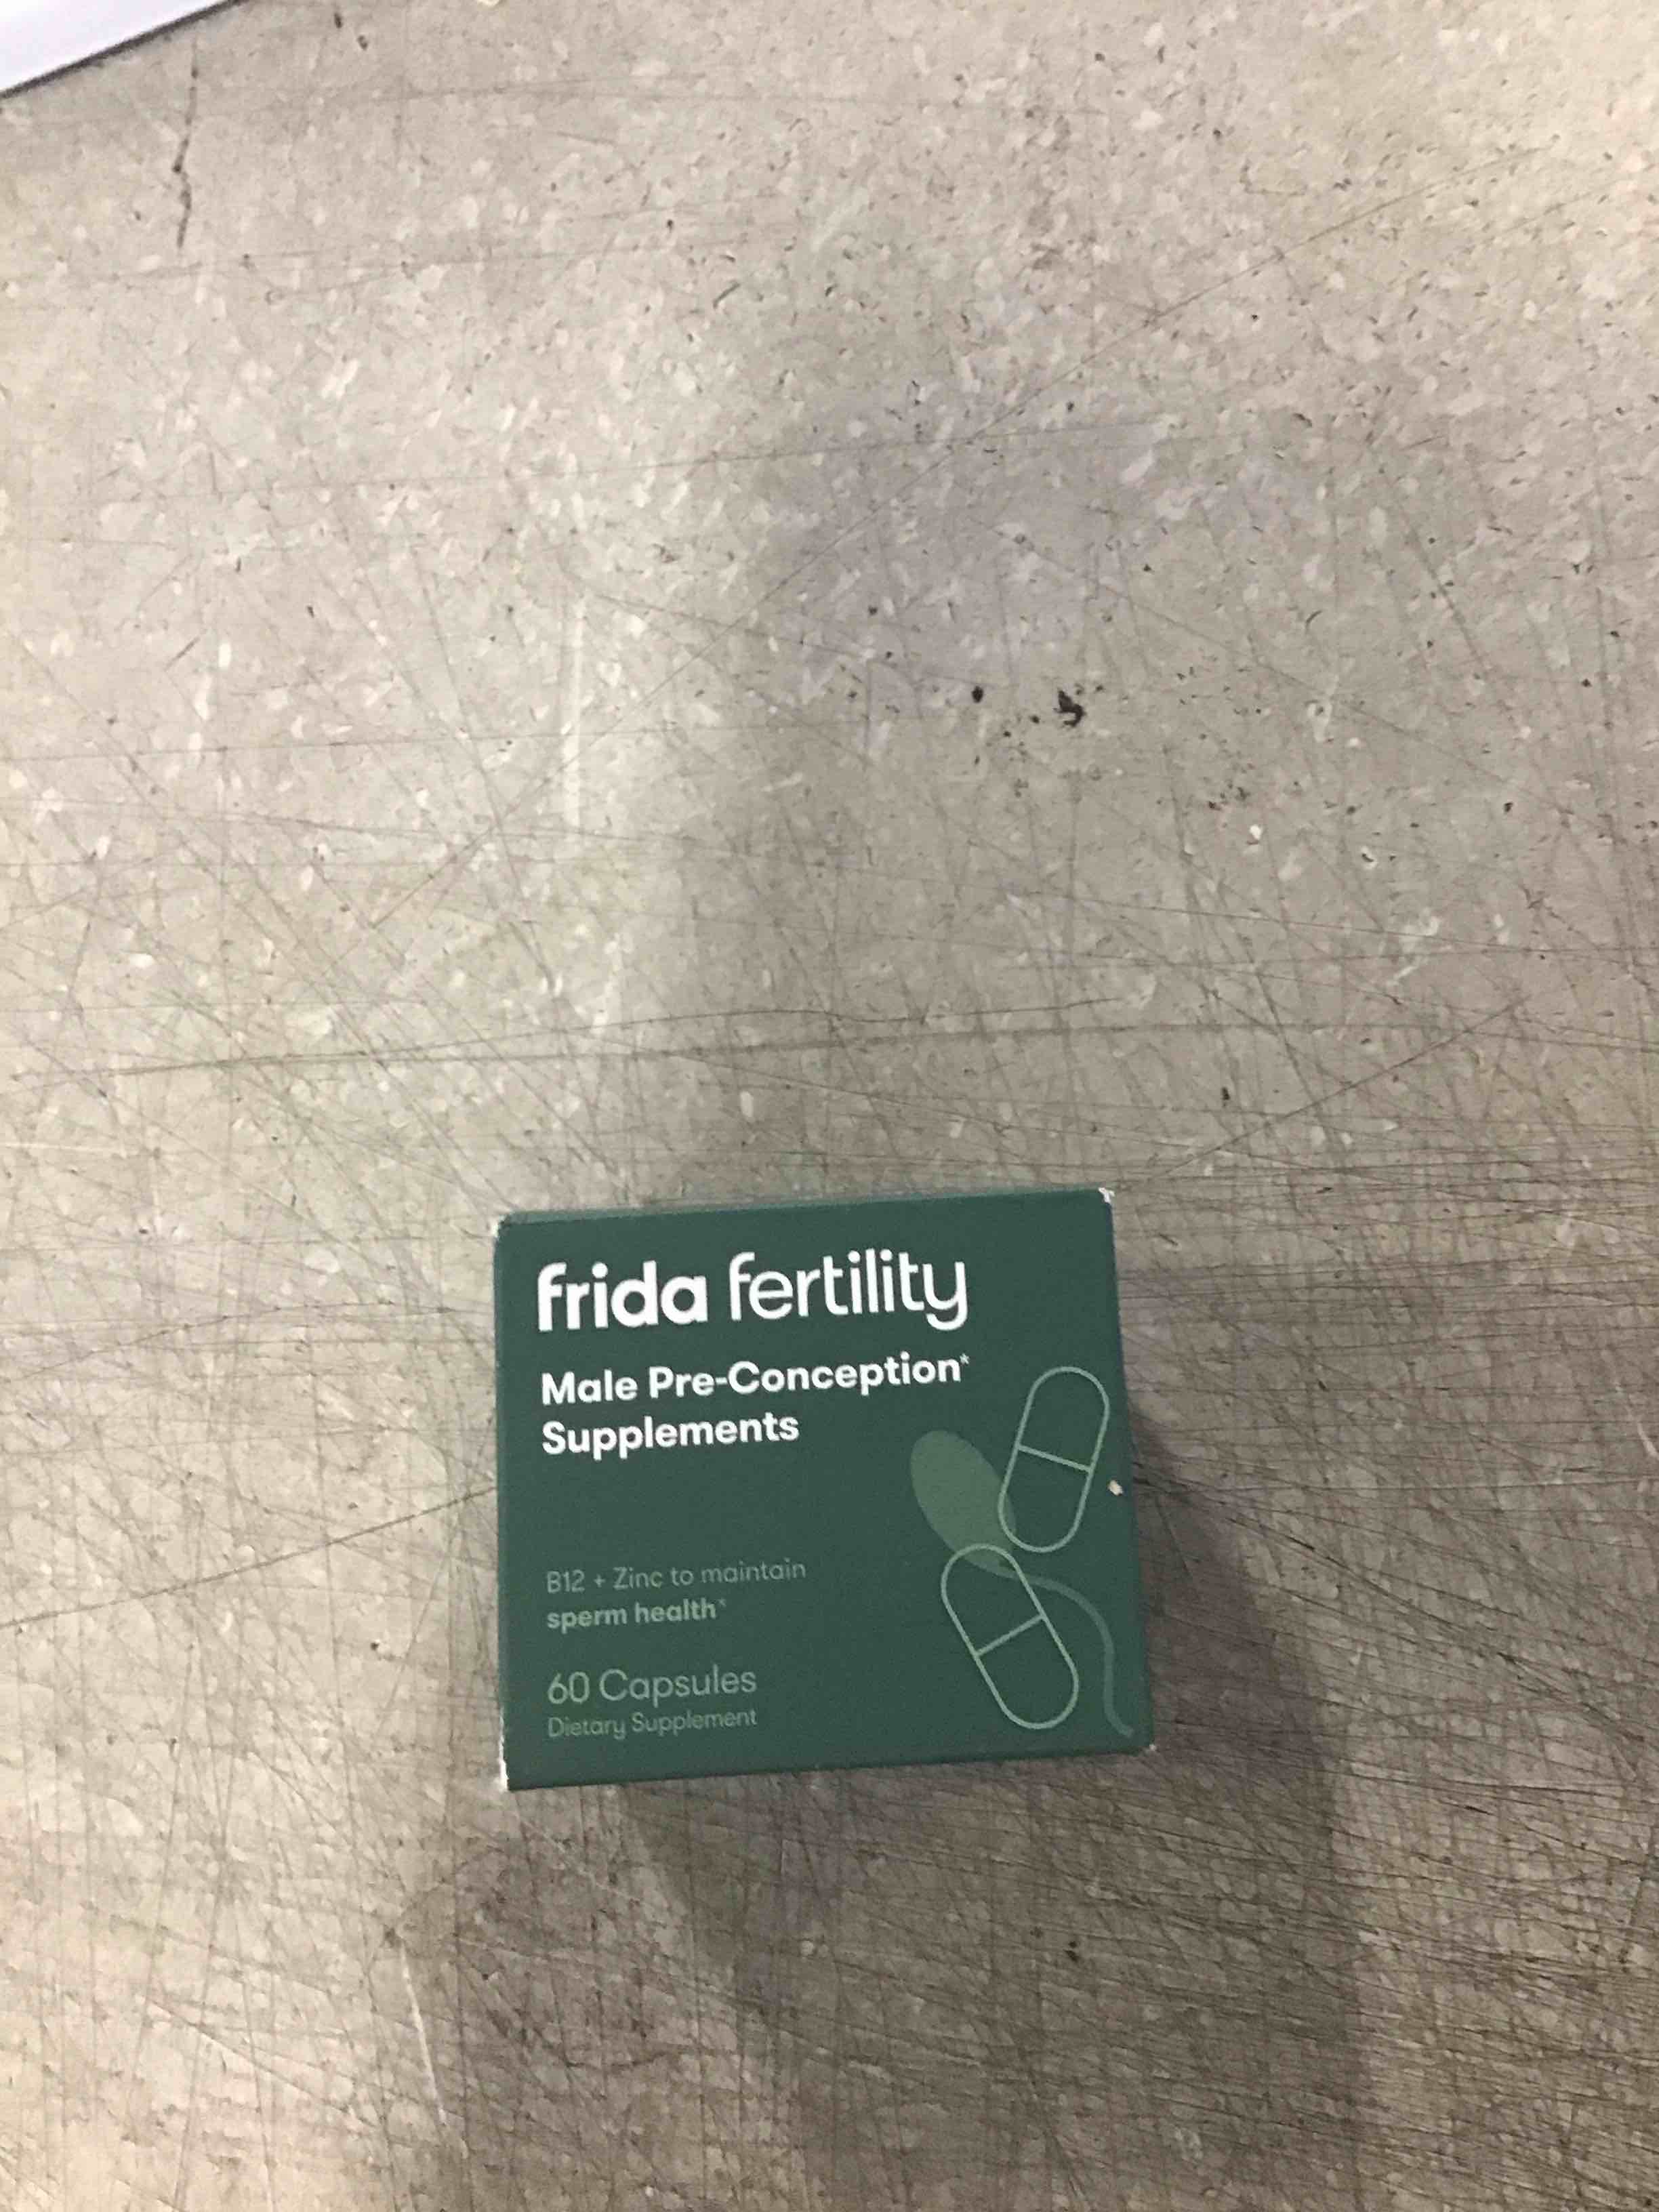 frida fertility
Male Pre-Conception*
Supplements
B12 + Zinc to maintain
sperm health*
60 Capsules
Dietary Supplement